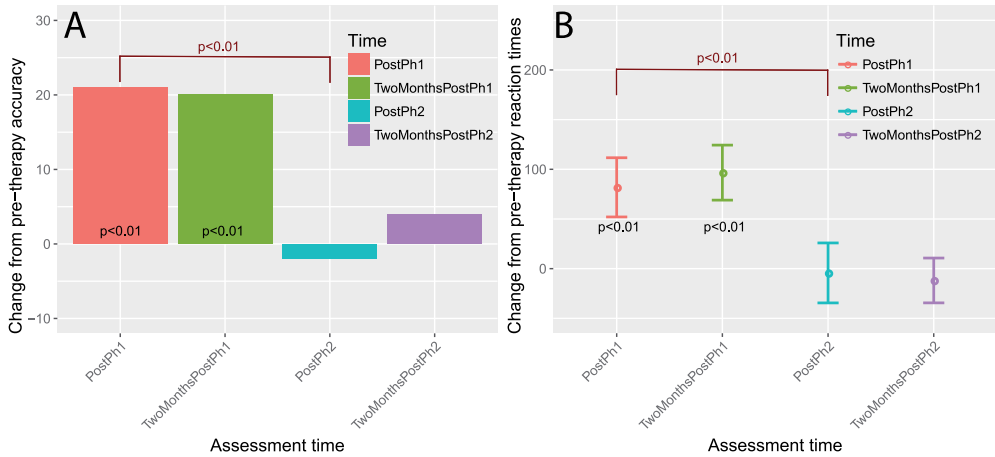 A
Change from pre-therapy accuracy
30
20
10
0
−10
p<0.01
Time
PostPh1
TwoMonthsPostPh1
PostPh2
TwoMonthsPostPh2
p<0.01
p<0.01
PostPh1
TwoMonthsPostPh1
PostPh2
TwoMonthsPostPh2
Assessment time
B
Change from pre-therapy reaction times
200
100
0
p<0.01
Time
PostPh1
TwoMonthsPostPh1
PostPh2
TwoMonthsPostPh2
p<0.01
p<0.01
PostPh1
TwoMonthsPostPh1
PostPh2
TwoMonthsPostPh2
Assessment time